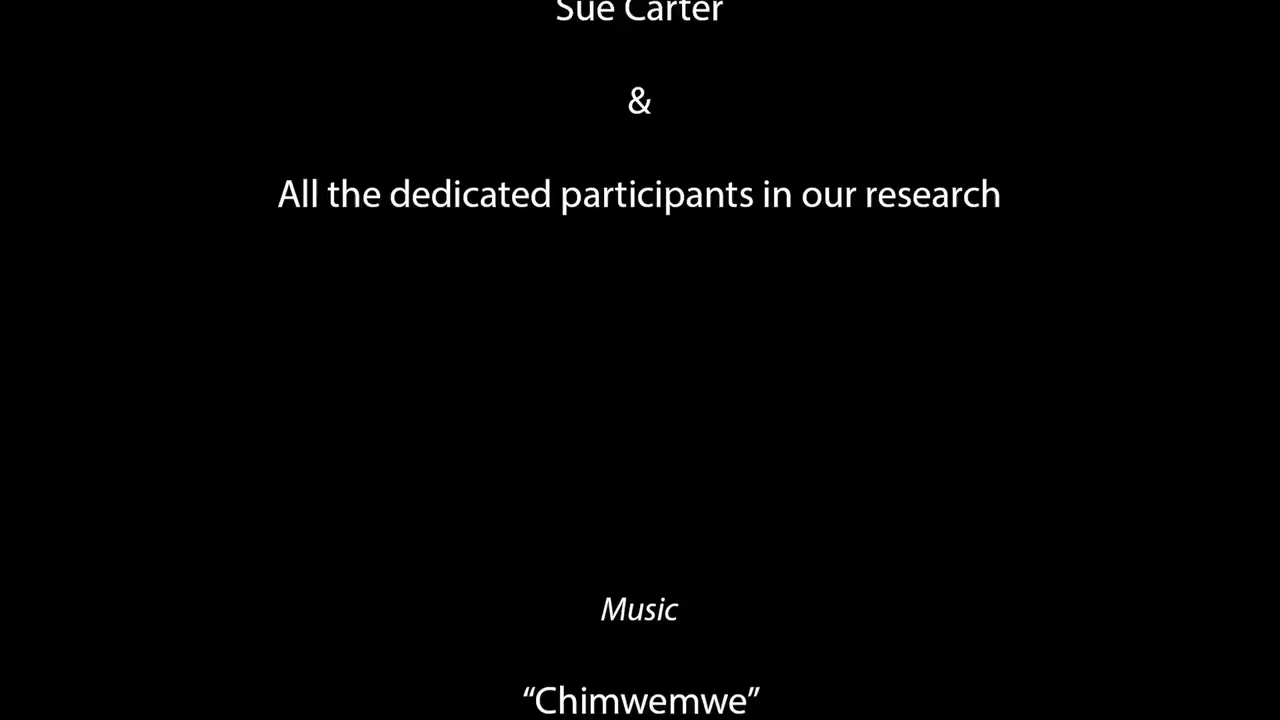 Sue Carter
&
All the dedicated participants in our research
Music
“Chimwemwe”